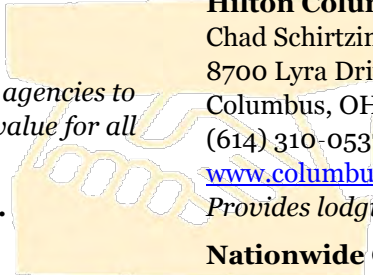 agencies to
value for all
.
Hilton Colum
Chad Schirtzin
8700 Lyra Dri
Columbus, OH
(614) 310-053
www.columbu
Provides lodgi
Nationwide